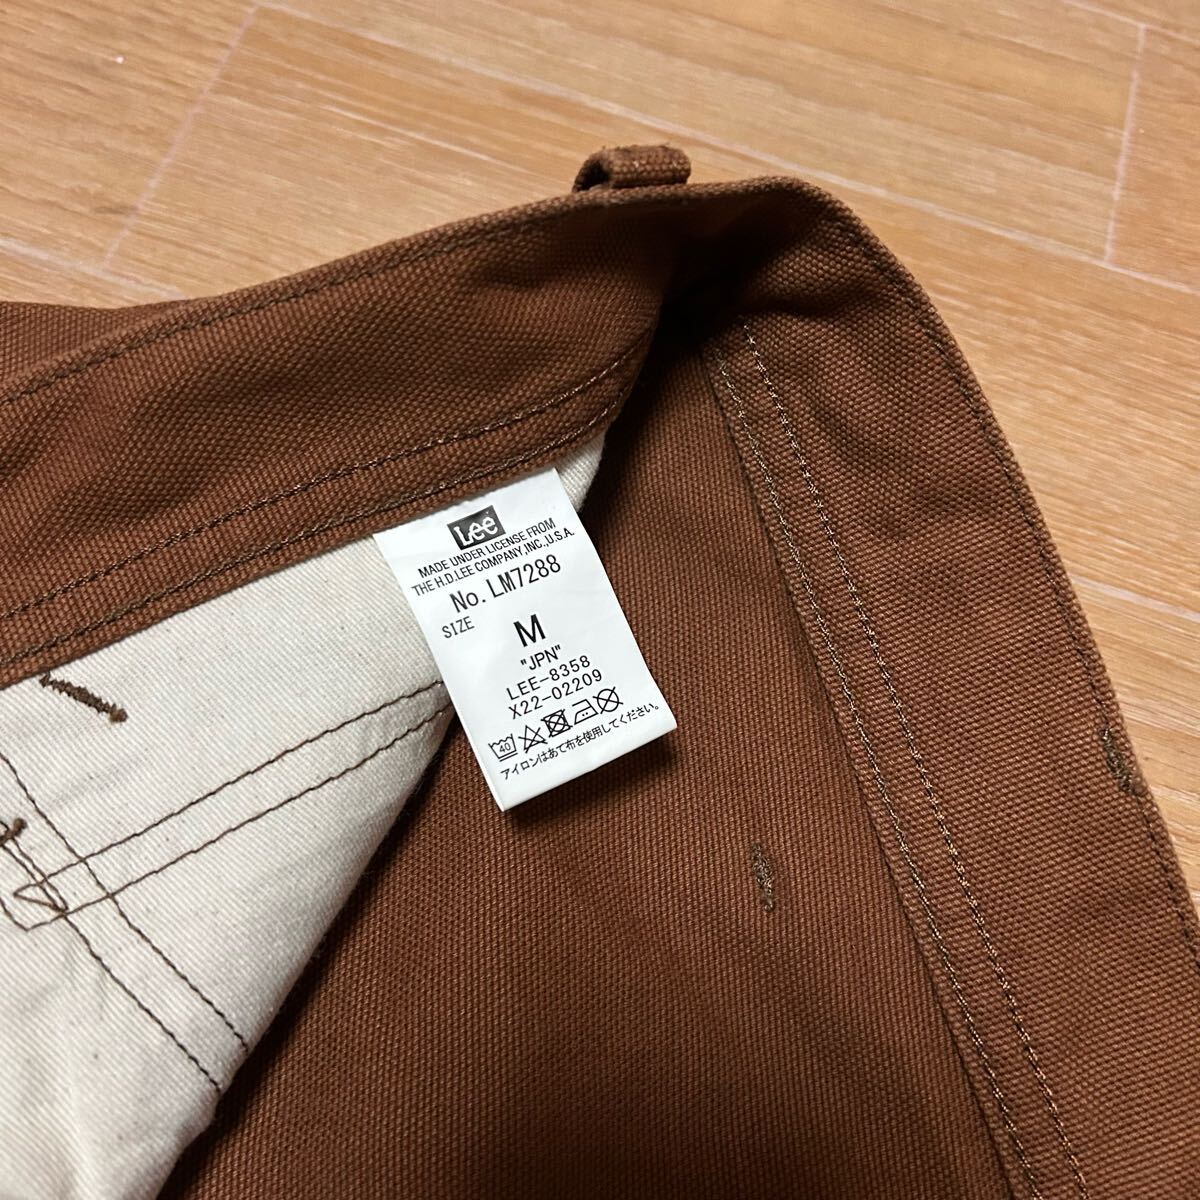 Lee
MADE UNDER LICENSE FROM
THE H.D.LEE COMPANY,INC.,U.S.A.
No. LM7288
SIZE
M
"JPN"
LEE-8358
X22-02209
40
アイロンはあて布を使用してください。